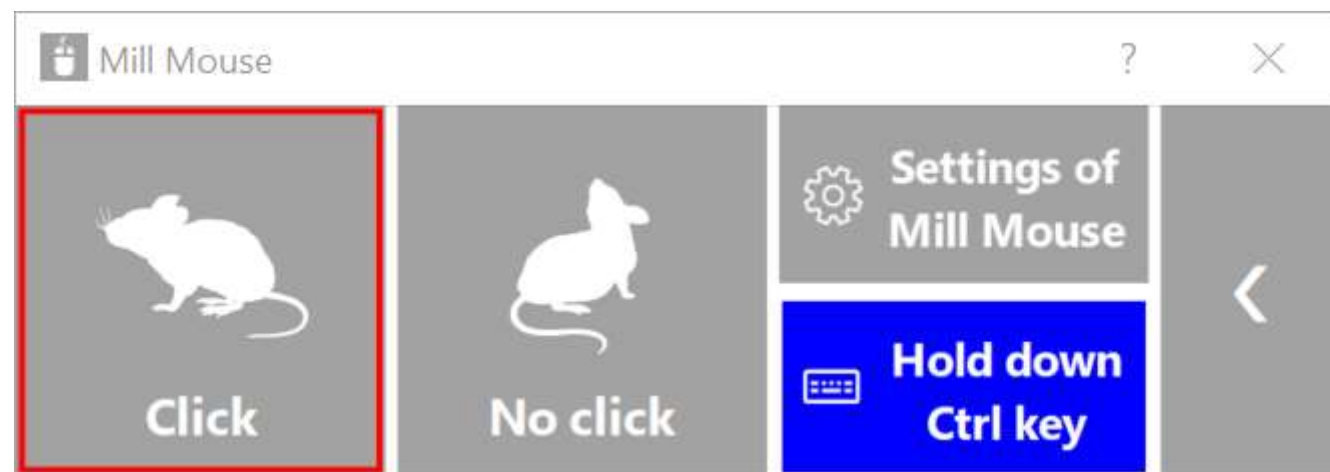 Mill Mouse
?
Click
No click
Settings of
Mill Mouse
Hold down
Ctrl key